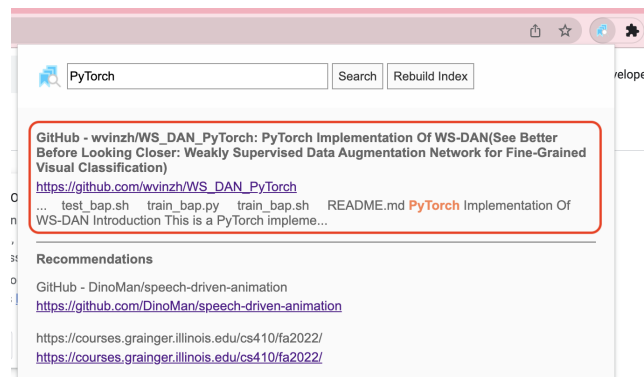 PyTorch Search Rebuild Index
GitHub - wvinzh/WS_DAN_PyTorch: PyTorch Implementation Of WS-DAN(See Better
Before Looking Closer: Weakly Supervised Data Augmentation Network for Fine-Grained
Visual Classification)
https://github.com/wvinzh/WS_DAN_PyTorch
... test_bap.sh train_bap.py train_bap.sh README.md PyTorch Implementation Of
WS-DAN Introduction This is a PyTorch impleme...
Recommendations
GitHub - DinoMan/speech-driven-animation
https://github.com/DinoMan/speech-driven-animation
https://courses.grainger.illinois.edu/cs410/fa2022/
https://courses.grainger.illinois.edu/cs410/fa2022/